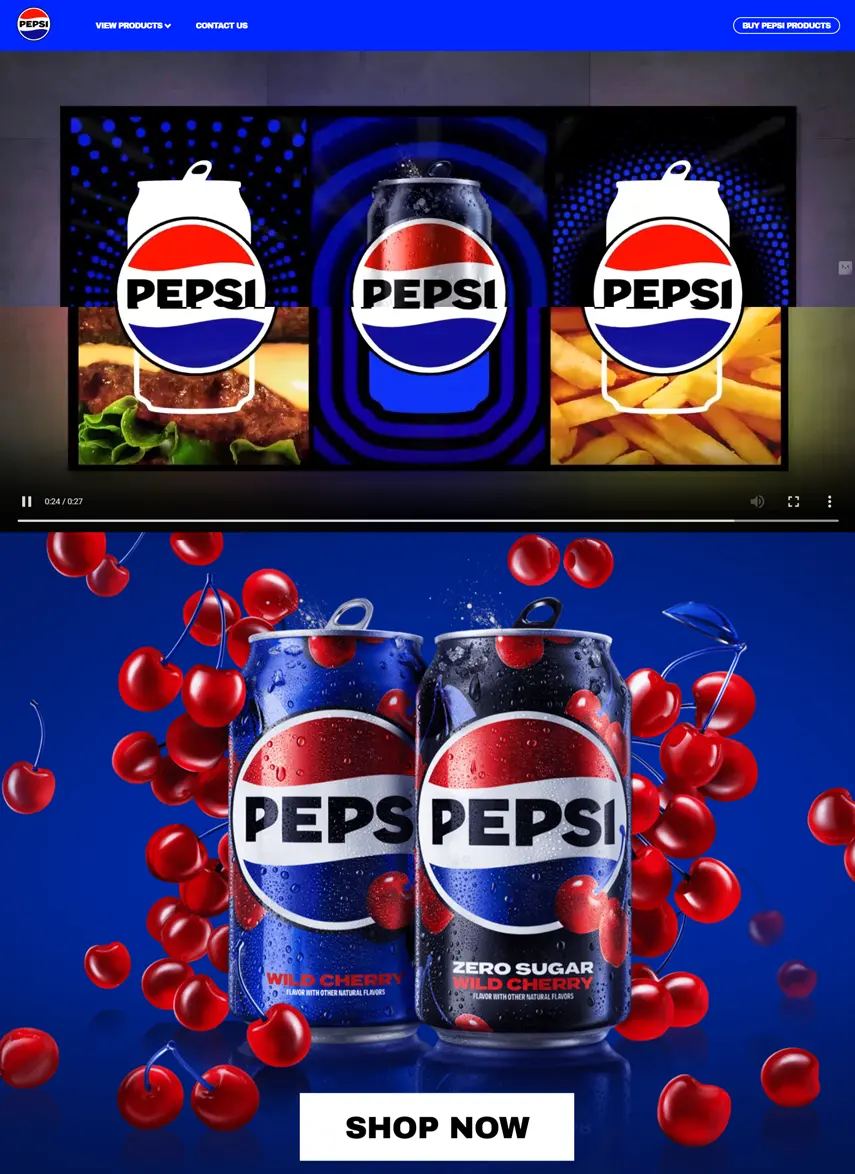 PEPSI
VIEW PRODUCTS
CONTACT US
BUY PEPSI PRODUCTS
PEPSI
PEPSI
PEPSI
0:24 / 0:27
PEPS
WILD CHERRY
FLAVOR WITH OTHER NATURAL FLAVORS
PEPSI
ZERO SUGAR
WILD CHERRY
FLAVOR WITH OTHER NATURAL FLAVORS
SHOP NOW